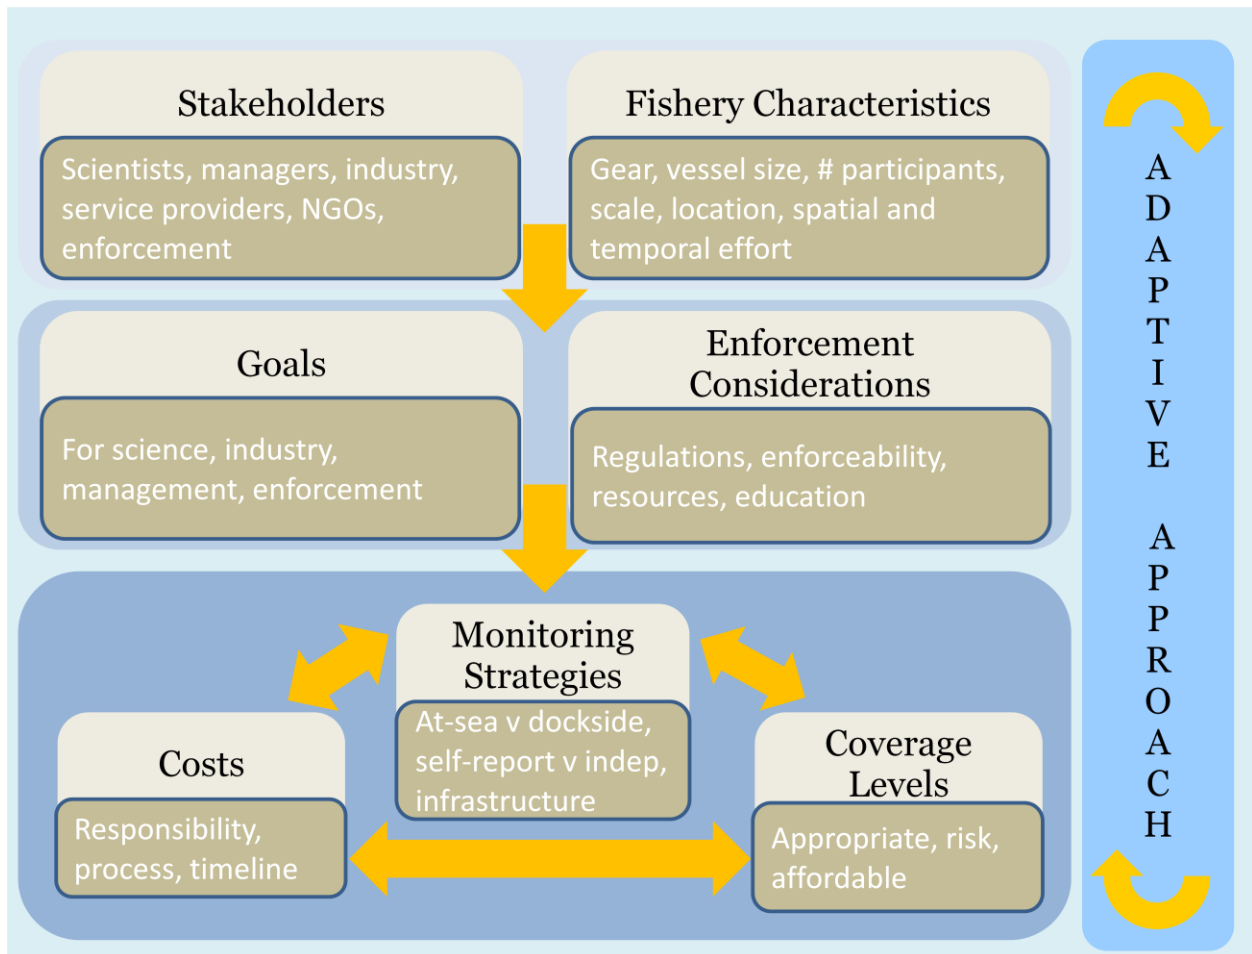 Stakeholders
Scientists, managers, industry,
service providers, NGOs,
enforcement
Fishery Characteristics
Gear, vessel size, # participants,
scale, location, spatial and
temporal effort
Goals
For science, industry,
management, enforcement
Enforcement
Considerations
Regulations, enforceability,
resources, education
Monitoring
Strategies
At-sea v dockside,
self-report v indep,
infrastructure
Costs
Responsibility,
process, timeline
Coverage
Levels
Appropriate, risk,
affordable
ADAPTIVE APPROACH